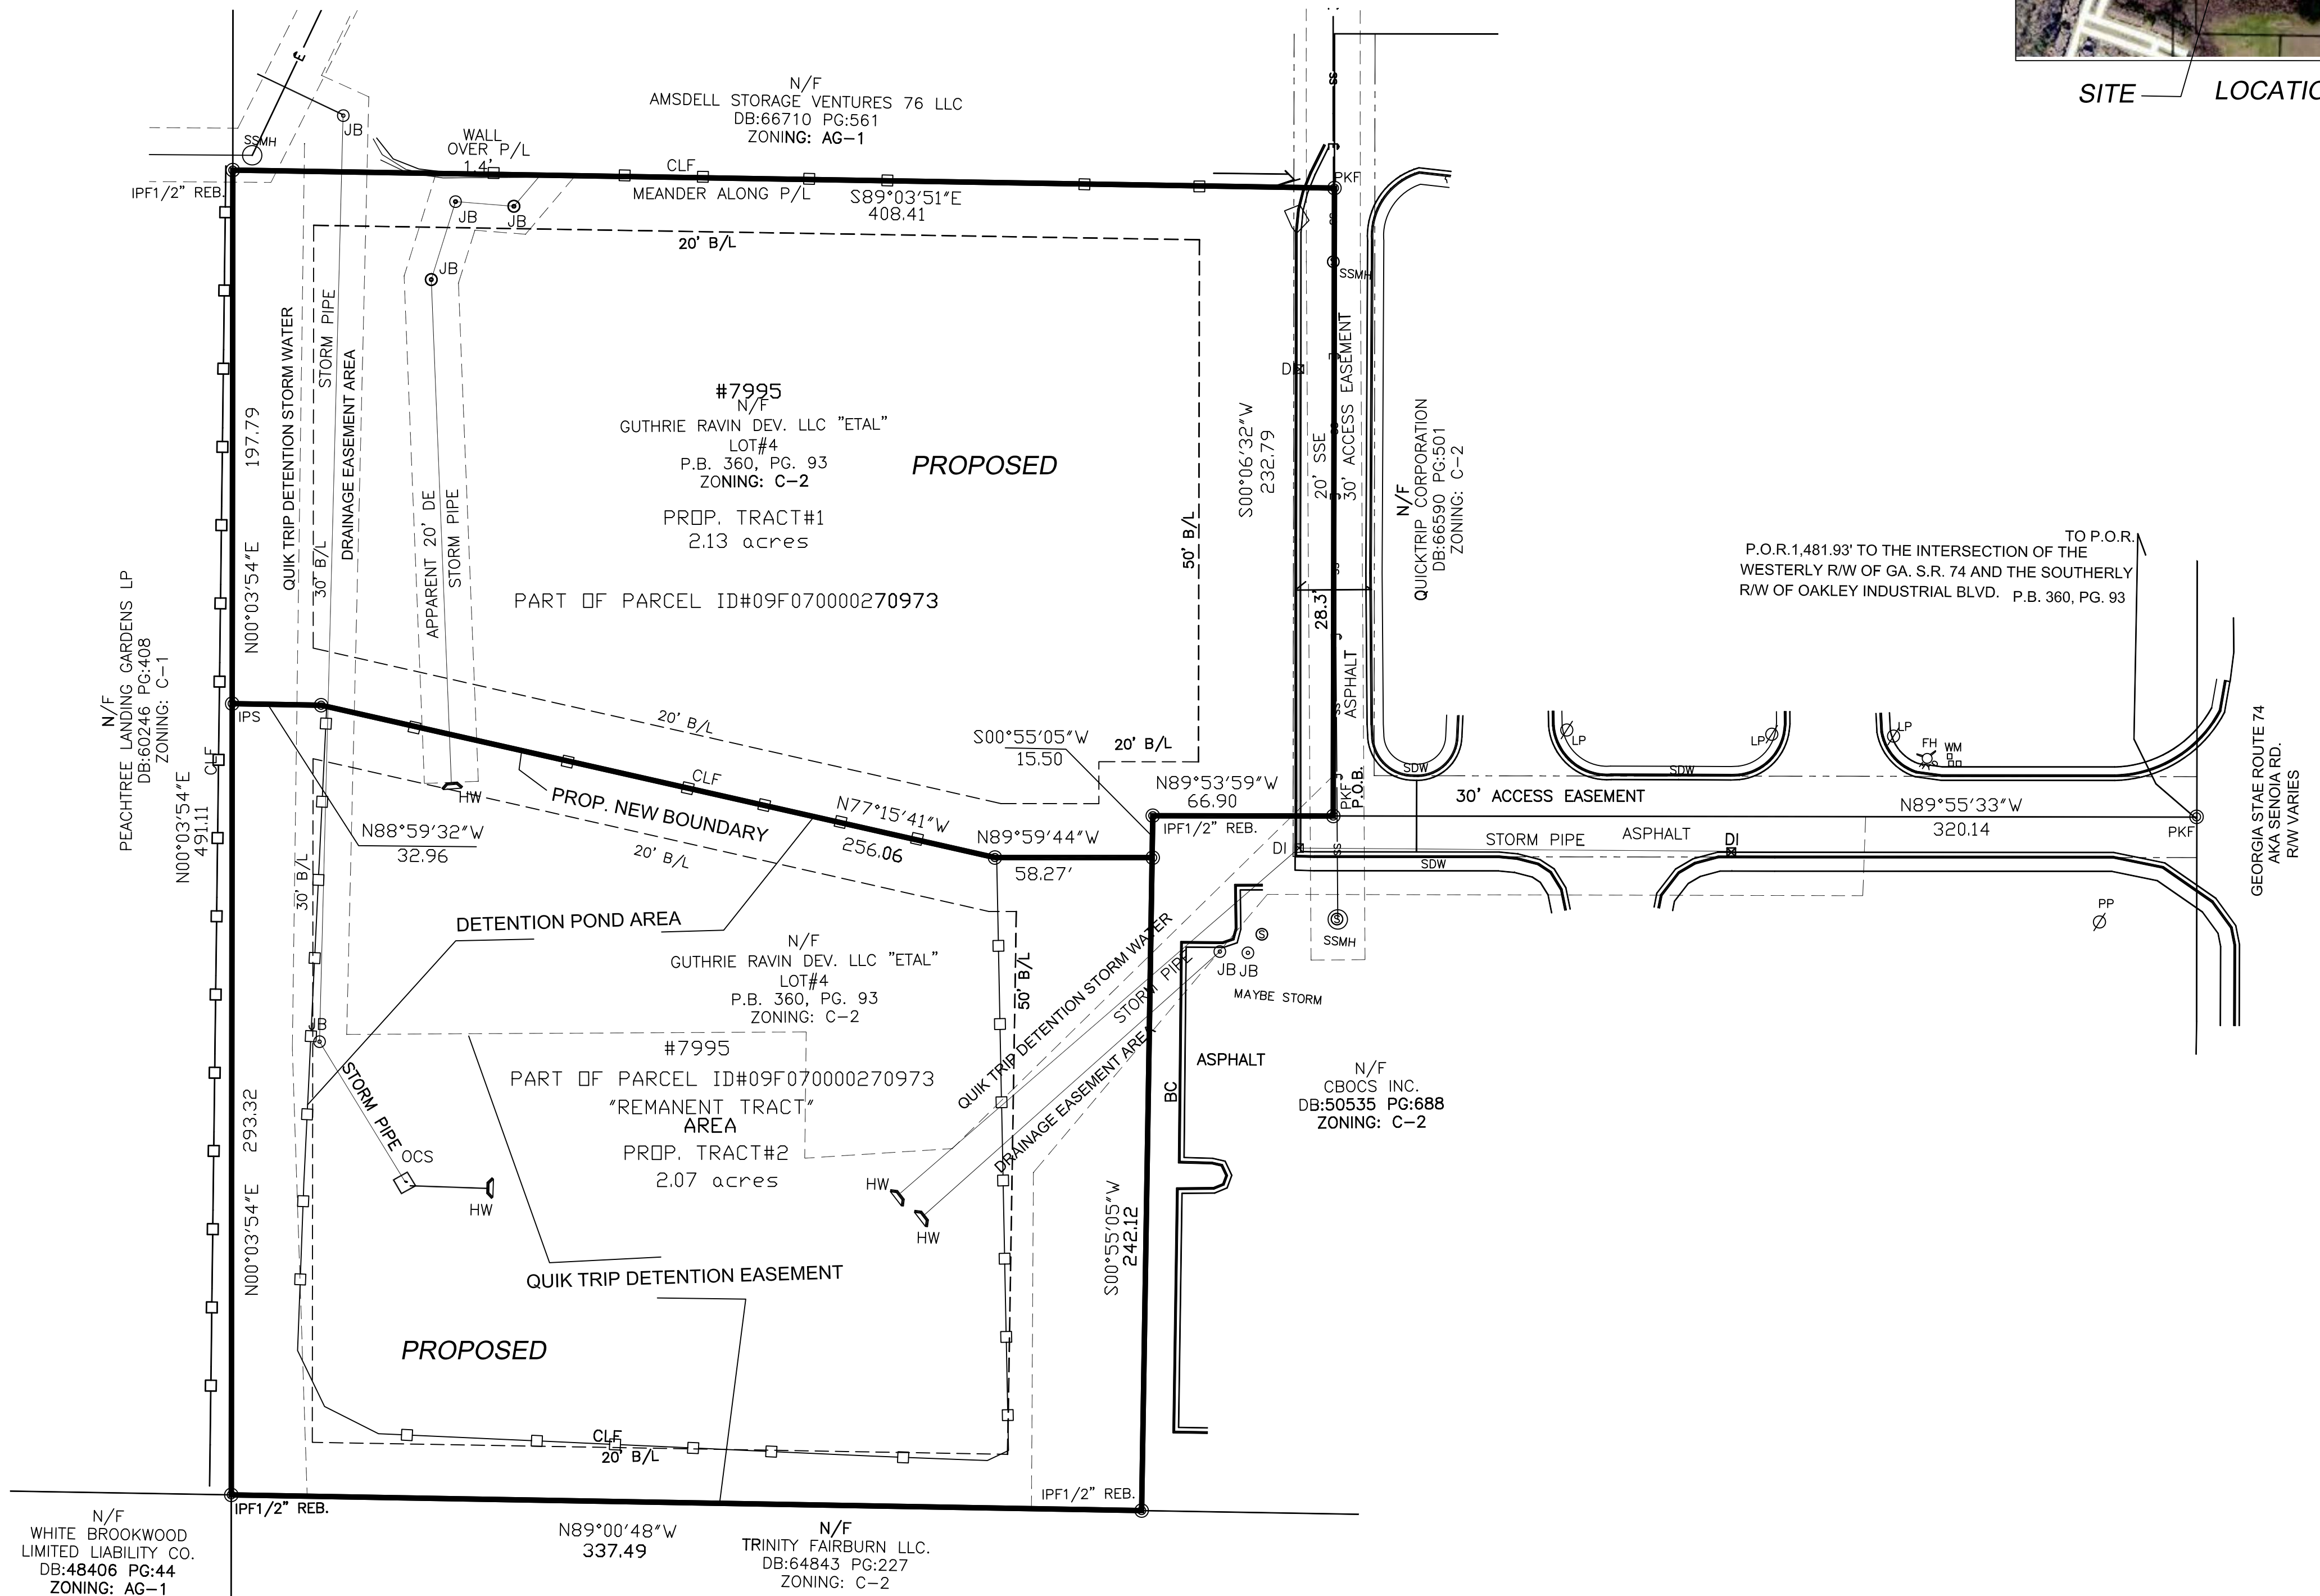 SITE
LOCATIO
N/F
AMSDELL STORAGE VENTURES 76 LLC
DB:66710 PG:561
ZONING: AG-1
SSMH
JB
WALL
OVER P/L
1.4'
CLF
MEANDER ALONG P/L
S89°03'51"E
408.41
PKF
IPF1/2" REB.
JB
JB
JB
20' B/L
SSMH
QUIK TRIP DETENTION STORM WATER
DRAINAGE EASEMENT AREA
STORM PIPE
30' B/L
197.79
N00°03'54"E
APPARENT 20' DE
STORM PIPE
#7995
N/F
GUTHRIE RAVIN DEV. LLC "ETAL"
LOT#4
P.B. 360, PG. 93
ZONING: C-2
PROPOSED
PROP. TRACT#1
2.13 acres
PART OF PARCEL ID#09F070000270973
50' B/L
S00°06'32"W
232.79
DI
20' SSE
30' ACCESS EASEMENT
28.3'
ASPHALT
N/F
QUICKTRIP CORPORATION
DB:66590 PG:501
ZONING: C-2
TO P.O.R.
P.O.R.1,481.93' TO THE INTERSECTION OF THE
WESTERLY R/W OF GA. S.R. 74 AND THE SOUTHERLY
R/W OF OAKLEY INDUSTRIAL BLVD. P.B. 360, PG. 93
N/F
PEACHTREE LANDING GARDENS LP
DB:60246 PG:408
ZONING: C-1
N00°03'54"E
491.11
CLF
IPS
20' B/L
S00°55'05"W
15.50
20' B/L
N89°53'59"W
66.90
IPF1/2" REB.
PKF
P.O.B.
LP
LP
LP
FH
WM
SDW
SDW
30' ACCESS EASEMENT
N89°55'33"W
320.14
PKF
GEORGIA STAE ROUTE 74
AKA SENOIA RD.
R/W VARIES
HW
CLF
PROP. NEW BOUNDARY
N77°15'41"W
256.06
N89°59'44"W
58.27'
N88°59'32"W
32.96
20' B/L
30' B/L
DI
STORM PIPE
ASPHALT
DI
SDW
PP
SSMH
DETENTION POND AREA
N/F
GUTHRIE RAVIN DEV. LLC "ETAL"
LOT#4
P.B. 360, PG. 93
ZONING: C-2
50' B/L
QUIK TRIP DETENTION STORM WATER
STORM PIPE
DRAINAGE EASEMENT AREA
JB
JB
MAYBE STORM
#7995
PART OF PARCEL ID#09F070000270973
"REMANENT TRACT"
AREA
PROP. TRACT#2
2.07 acres
JB
STORM PIPE
OCS
HW
HW
HW
ASPHALT
BC
N/F
CBOCS INC.
DB:50535 PG:688
ZONING: C-2
293.32
N00°03'54"E
S00°55'05"W
242.12
QUIK TRIP DETENTION EASEMENT
PROPOSED
CLF
20' B/L
IPF1/2" REB.
IPF1/2" REB.
N/F
WHITE BROOKWOOD
LIMITED LIABILITY CO.
DB:48406 PG:44
ZONING: AG-1
N89°00'48"W
337.49
N/F
TRINITY FAIRBURN LLC.
DB:64843 PG:227
ZONING: C-2